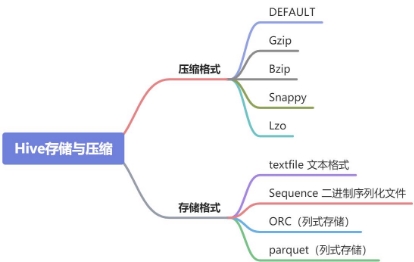 Hive存储与压缩
压缩格式
DEFAULT
Gzip
Bzip
Snappy
Lzo
存储格式
textfile 文本格式
Sequence 二进制序列化文件
ORC（列式存储）
parquet（列式存储）